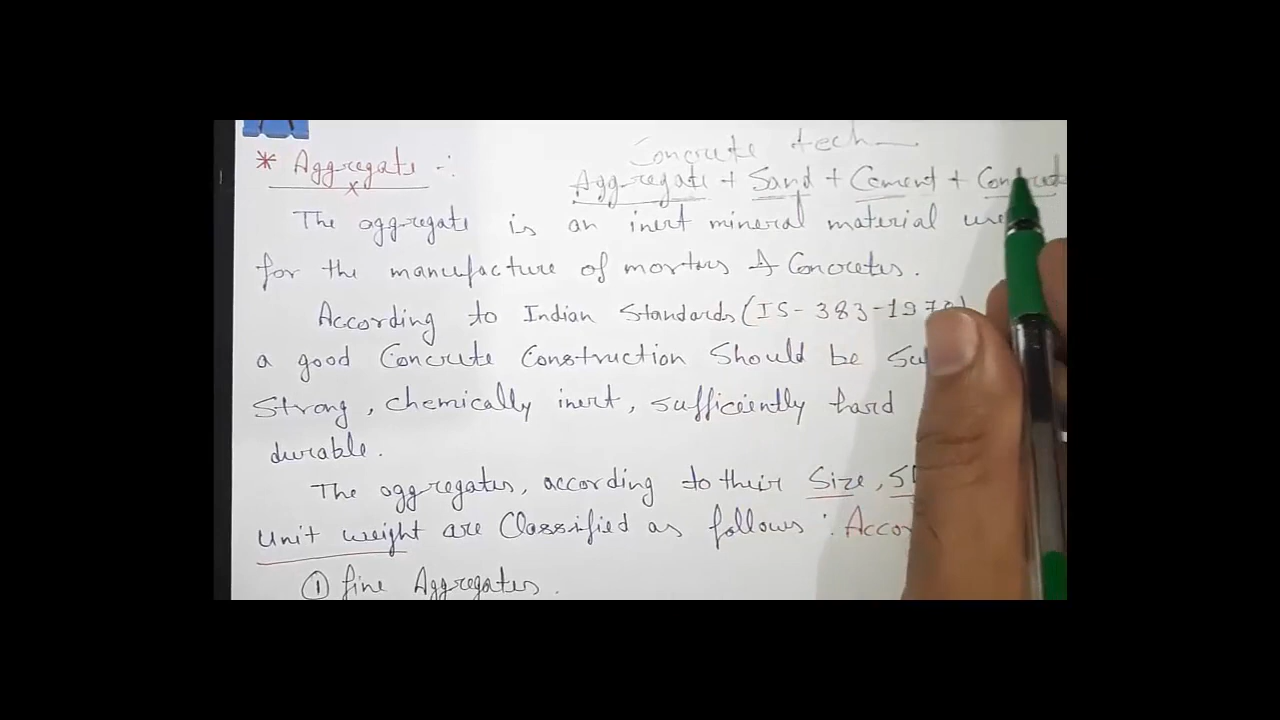 Concrete tech
* Aggregate -:
Aggregate + Sand + Cement +
The aggregate is an inert mineral material
for the manufacture of mortars & Concretes.
According to Indian Standards (IS-383-1970)
a good Concrete Construction Should be
Strong, chemically inert, sufficiently hard
durable.
The aggregates, according to their Size,
Unit weight are Classified as follows :
① fine Aggregates.